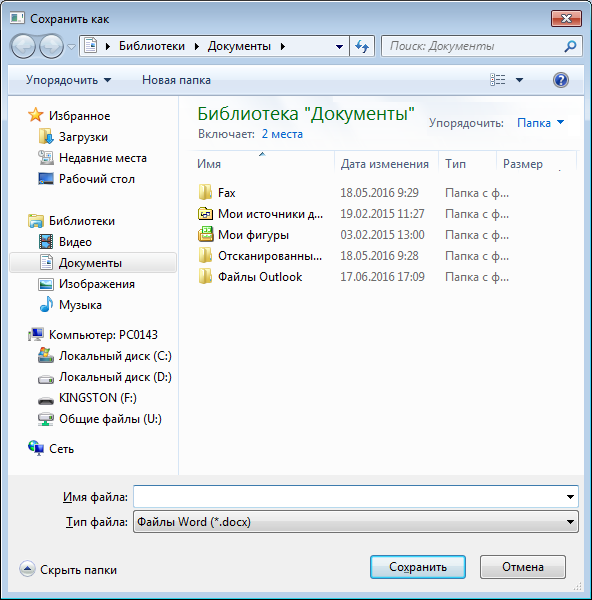 Сохранить как
Библиотеки Документы
Поиск: Документы
Упорядочить Новая папка
Избранное
Загрузки
Недавние места
Рабочий стол
Библиотеки
Видео
Документы
Изображения
Музыка
Компьютер: PC0143
Локальный диск (C:)
Локальный диск (D:)
KINGSTON (F:)
Общие файлы (U:)
Сеть
Библиотека "Документы"
Включает: 2 места
Упорядочить: Папка
Имя Дата изменения Тип Размер
Fax 18.05.2016 9:29 Папка с ф...
Мои источники д... 19.02.2015 11:27 Папка с ф...
Мои фигуры 03.02.2015 13:00 Папка с ф...
Отсканированны... 18.05.2016 9:28 Папка с ф...
Файлы Outlook 17.06.2016 17:09 Папка с ф...
Имя файла:
Тип файла: Файлы Word (*.docx)
Скрыть папки Сохранить Отмена